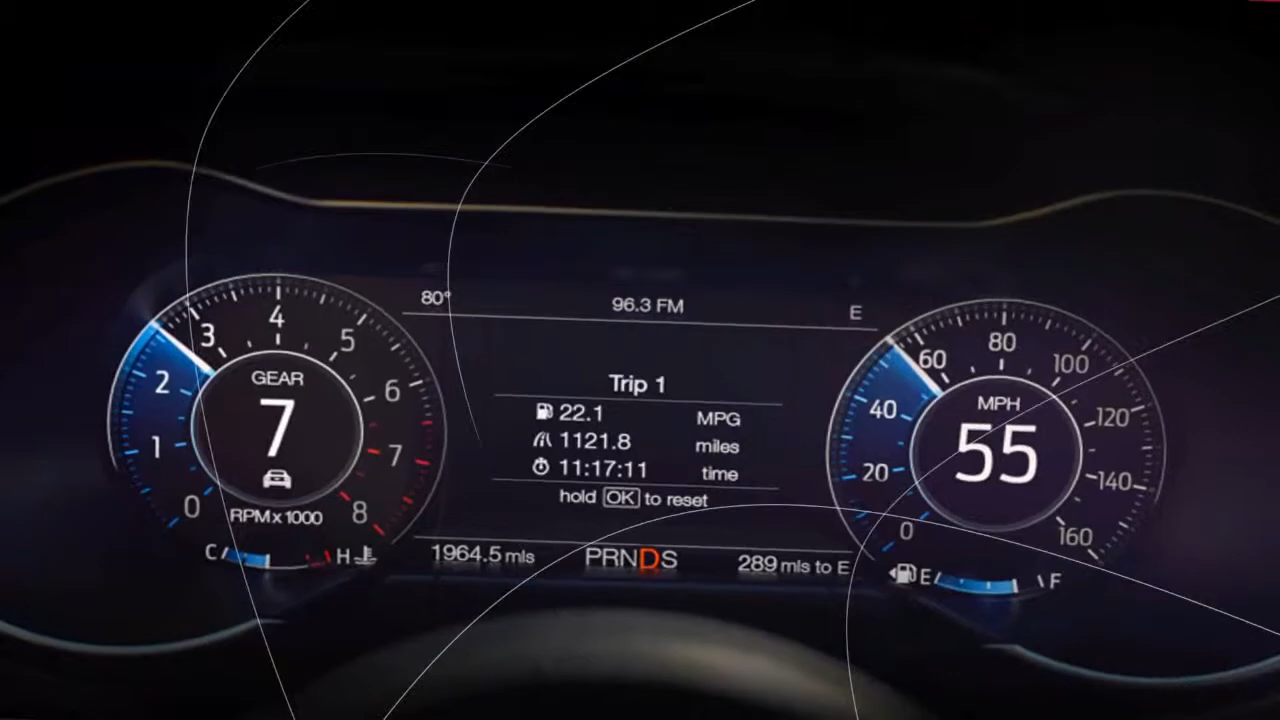 80° 96.3 FM E
0 1 2 3 4 5 6 7 8
GEAR
7
RPM x 1000
C H
Trip 1
22.1 MPG
1121.8 miles
11:17:11 time
hold OK to reset
1964.5 mls PRNDS 289 mls to E
0 20 40 60 80 100 120 140 160
MPH
55
E F